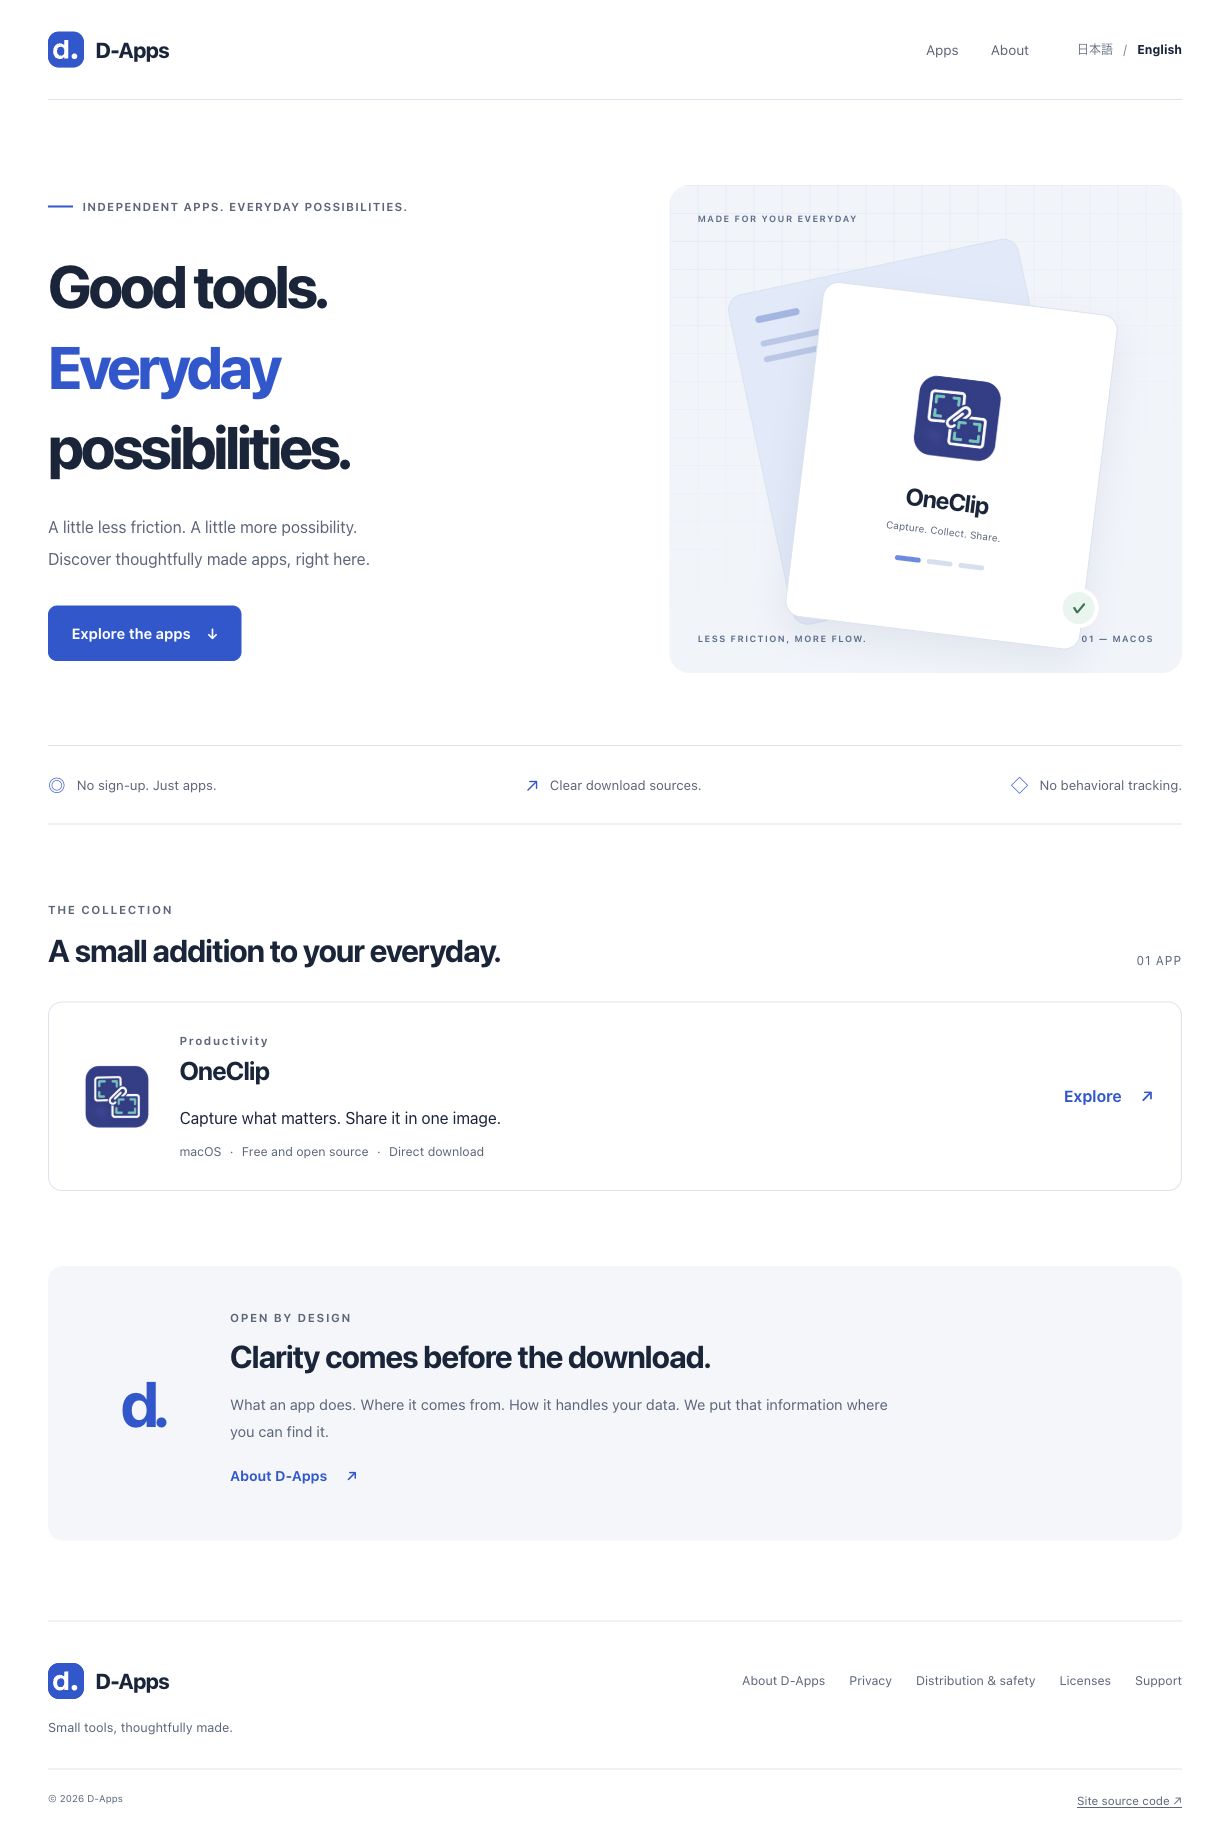 d. D-Apps
Apps About 日本語 / English
INDEPENDENT APPS. EVERYDAY POSSIBILITIES.
Good tools.
Everyday
possibilities.
A little less friction. A little more possibility.
Discover thoughtfully made apps, right here.
Explore the apps ↓
MADE FOR YOUR EVERYDAY
OneClip
Capture. Collect. Share.
LESS FRICTION, MORE FLOW.
01 — MACOS
No sign-up. Just apps.
Clear download sources.
No behavioral tracking.
THE COLLECTION
A small addition to your everyday.
01 APP
Productivity
OneClip
Capture what matters. Share it in one image.
macOS · Free and open source · Direct download
Explore ↗
OPEN BY DESIGN
d.
Clarity comes before the download.
What an app does. Where it comes from. How it handles your data. We put that information where
you can find it.
About D-Apps ↗
d. D-Apps
About D-Apps Privacy Distribution & safety Licenses Support
Small tools, thoughtfully made.
© 2026 D-Apps
Site source code ↗